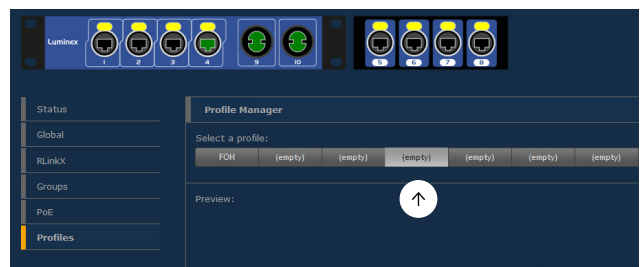 Luminex
1 2 3 4 9 10 5 6 7 8
Status
Global
RLinkX
Groups
PoE
Profiles
Profile Manager
Select a profile:
FOH (empty) (empty) (empty) (empty) (empty) (empty)
Preview: